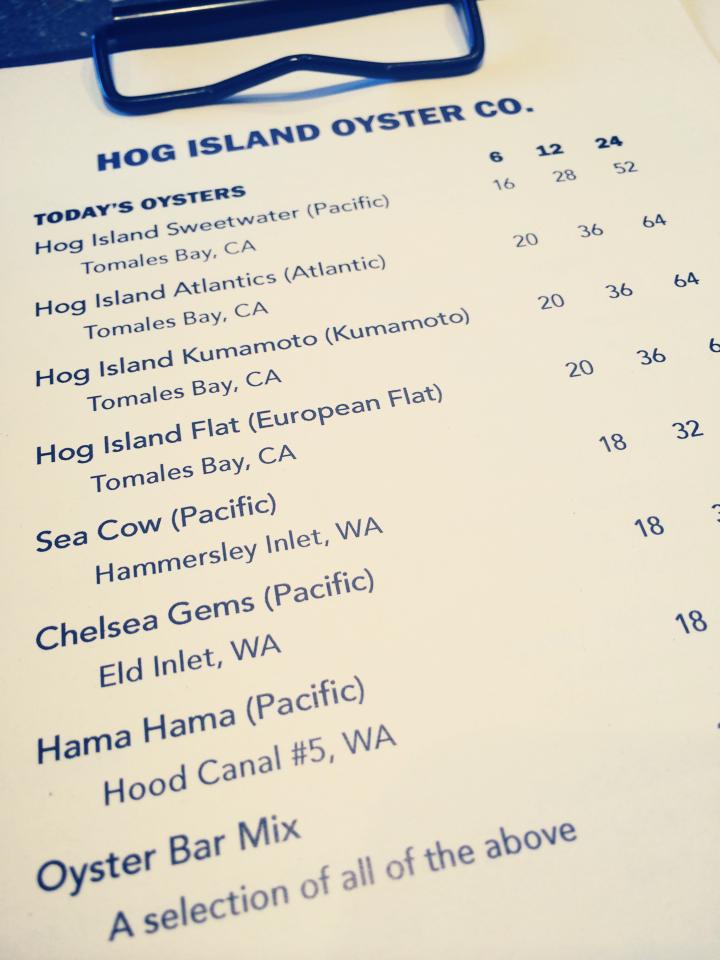 HOG ISLAND OYSTER CO.
TODAY'S OYSTERS 6 12 24
Hog Island Sweetwater (Pacific) 16 28 52
Tomales Bay, CA
Hog Island Atlantics (Atlantic) 20 36 64
Tomales Bay, CA
Hog Island Kumamoto (Kumamoto) 20 36 64
Tomales Bay, CA
Hog Island Flat (European Flat) 20 36
Tomales Bay, CA
Sea Cow (Pacific) 18 32
Hammersley Inlet, WA
Chelsea Gems (Pacific) 18
Eld Inlet, WA
Hama Hama (Pacific) 18
Hood Canal #5, WA
Oyster Bar Mix
A selection of all of the above